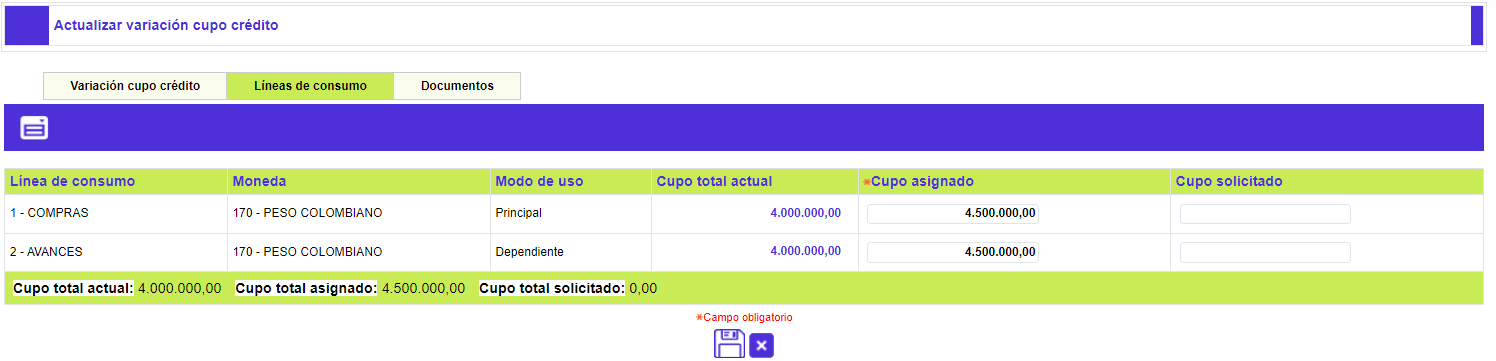 Actualizar variación cupo crédito
Variación cupo crédito Líneas de consumo Documentos
Línea de consumo Moneda Modo de uso Cupo total actual *Cupo asignado Cupo solicitado
1 - COMPRAS 170 - PESO COLOMBIANO Principal 4.000.000,00 4.500.000,00
2 - AVANCES 170 - PESO COLOMBIANO Dependiente 4.000.000,00 4.500.000,00
Cupo total actual: 4.000.000,00 Cupo total asignado: 4.500.000,00 Cupo total solicitado: 0,00
*Campo obligatorio